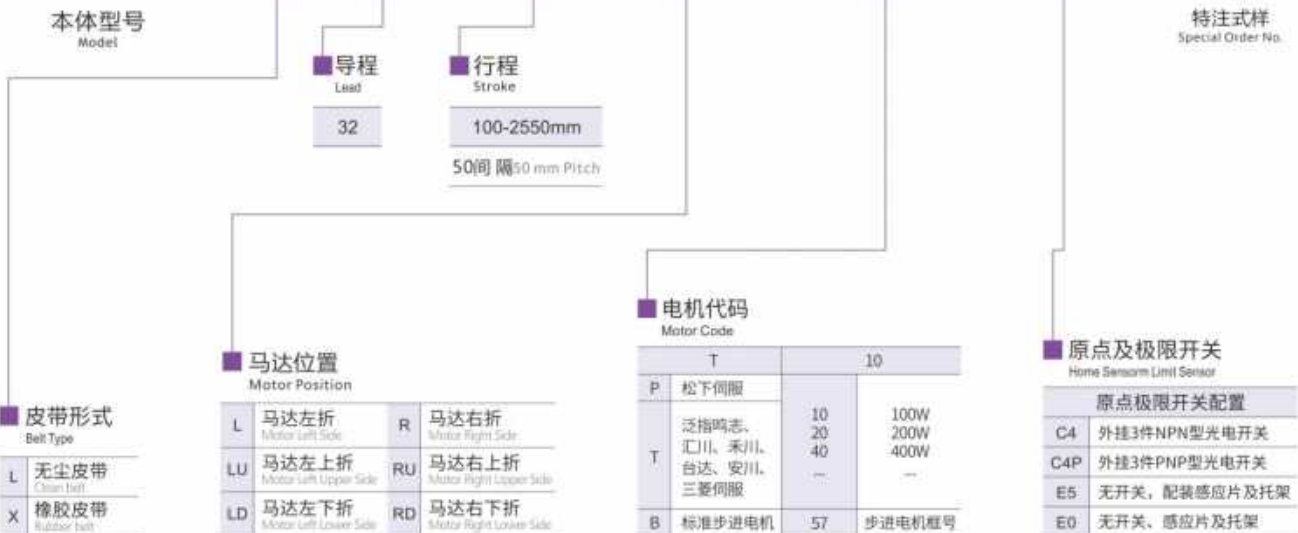 本体型号
Model
特注式样
Special Order No.
导程
Lead
32
行程
Stroke
100-2550mm
50间 隔50 mm Pitch
皮带形式
Belt Type
L 无尘皮带
Clean belt
X 橡胶皮带
Rubber belt
马达位置
Motor Position
L 马达左折 R 马达右折
Motor Left Side Motor Right Side
LU 马达左上折 RU 马达右上折
Motor Left Upper Side Motor Right Upper Side
LD 马达左下折 RD 马达右下折
Motor Left Lower Side Motor Right Lower Side
电机代码
Motor Code
T 10
P 松下伺服
T 泛指鸣志、
汇川、禾川、
台达、安川、
三菱伺服
10 100W
20 200W
40 400W
... ...
B 标准步进电机 57 步进电机框号
原点及极限开关
Home Sensorm Limit Sensor
原点极限开关配置
C4 外挂3件NPN型光电开关
C4P 外挂3件PNP型光电开关
E5 无开关，配装感应片及托架
E0 无开关、感应片及托架